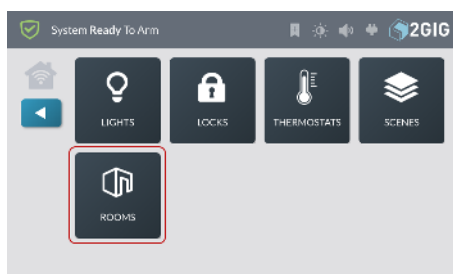 System Ready To Arm
2GIG
LIGHTS
LOCKS
THERMOSTATS
SCENES
ROOMS